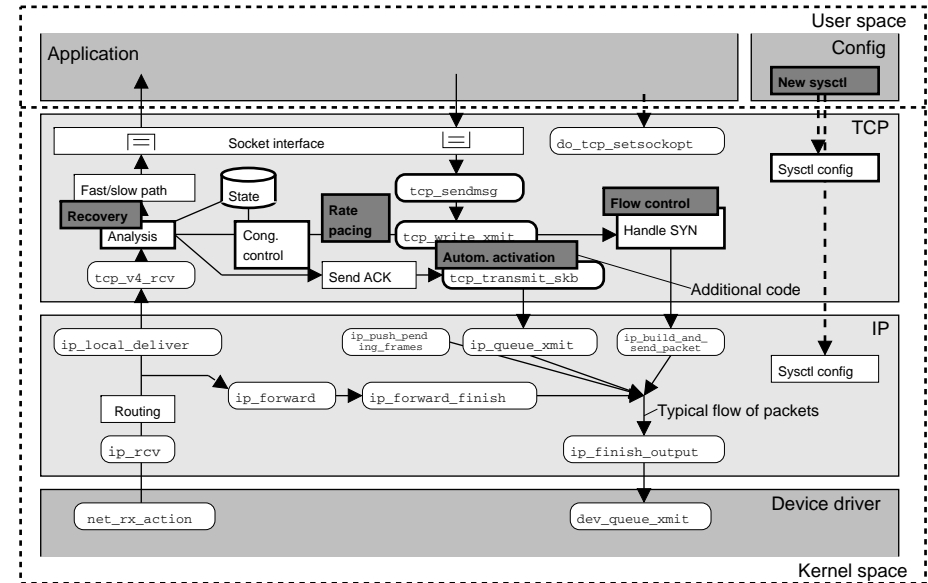 User space
Application
Config
New sysctl
TCP
Socket interface
do_tcp_setsockopt
Sysctl config
Fast/slow path
State
tcp_sendmsg
Recovery
Rate
pacing
Flow control
Analysis
Cong.
control
tcp_write_xmit
Handle SYN
Autom. activation
tcp_v4_rcv
Send ACK
tcp_transmit_skb
Additional code
IP
ip_local_deliver
ip_push_pend
ing_frames
ip_queue_xmit
ip_build_and_
send_packet
Sysctl config
ip_forward
ip_forward_finish
Routing
Typical flow of packets
ip_rcv
ip_finish_output
Device driver
net_rx_action
dev_queue_xmit
Kernel space